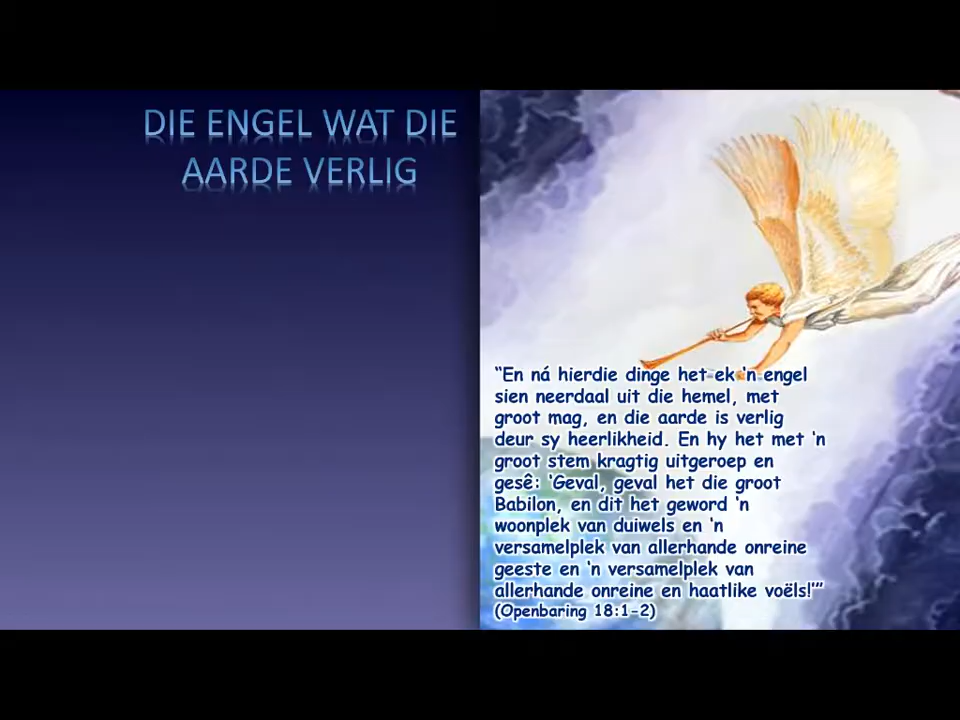 DIE ENGEL WAT DIE
AARDE VERLIG
“En ná hierdie dinge het ek ‘n engel
sien neerdaal uit die hemel, met
groot mag, en die aarde is verlig
deur sy heerlikheid. En hy het met ‘n
groot stem kragtig uitgeroep en
gesê: ‘Geval, geval het die groot
Babilon, en dit het geword ‘n
woonplek van duiwels en ‘n
versamelplek van allerhande onreine
geeste en ‘n versamelplek van
allerhande onreine en haatlike voëls!’”
(Openbaring 18:1-2)